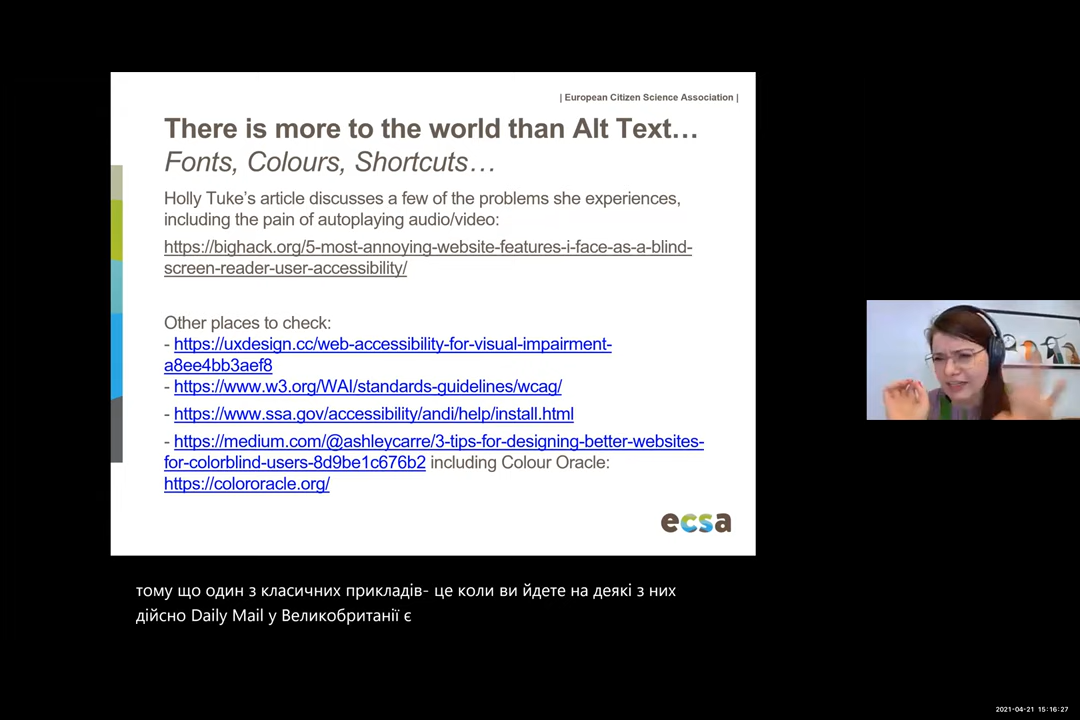 | European Citizen Science Association |
There is more to the world than Alt Text…
Fonts, Colours, Shortcuts…
Holly Tuke’s article discusses a few of the problems she experiences,
including the pain of autoplaying audio/video:
https://bighack.org/5-most-annoying-website-features-i-face-as-a-blind-
screen-reader-user-accessibility/
Other places to check:
- https://uxdesign.cc/web-accessibility-for-visual-impairment-
a8ee4bb3aef8
- https://www.w3.org/WAI/standards-guidelines/wcag/
- https://www.ssa.gov/accessibility/andi/help/install.html
- https://medium.com/@ashleycarre/3-tips-for-designing-better-websites-
for-colorblind-users-8d9be1c676b2 including Colour Oracle:
https://colororacle.org/
ecsa
тому що один з класичних прикладів- це коли ви йдете на деякі з них
дійсно Daily Mail у Великобританії є
2021-04-21 15:16:27